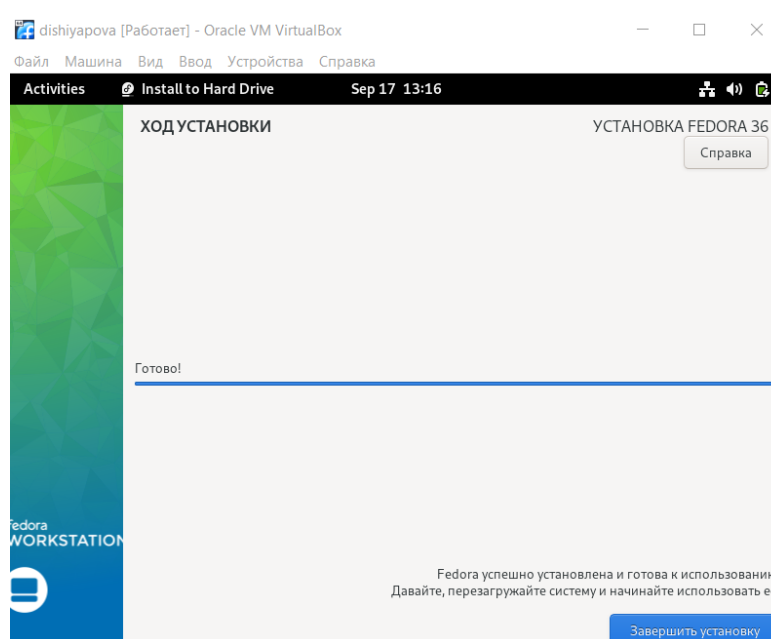 dishiyapova [Работает] - Oracle VM VirtualBox
Файл Машина Вид Ввод Устройства Справка
Activities Install to Hard Drive Sep 17 13:16
ХОД УСТАНОВКИ УСТАНОВКА FEDORA 36
Справка
Готово!
fedora
WORKSTATION
Fedora успешно установлена и готова к использовани
Давайте, перезагружайте систему и начинайте использовать е
Завершить установку